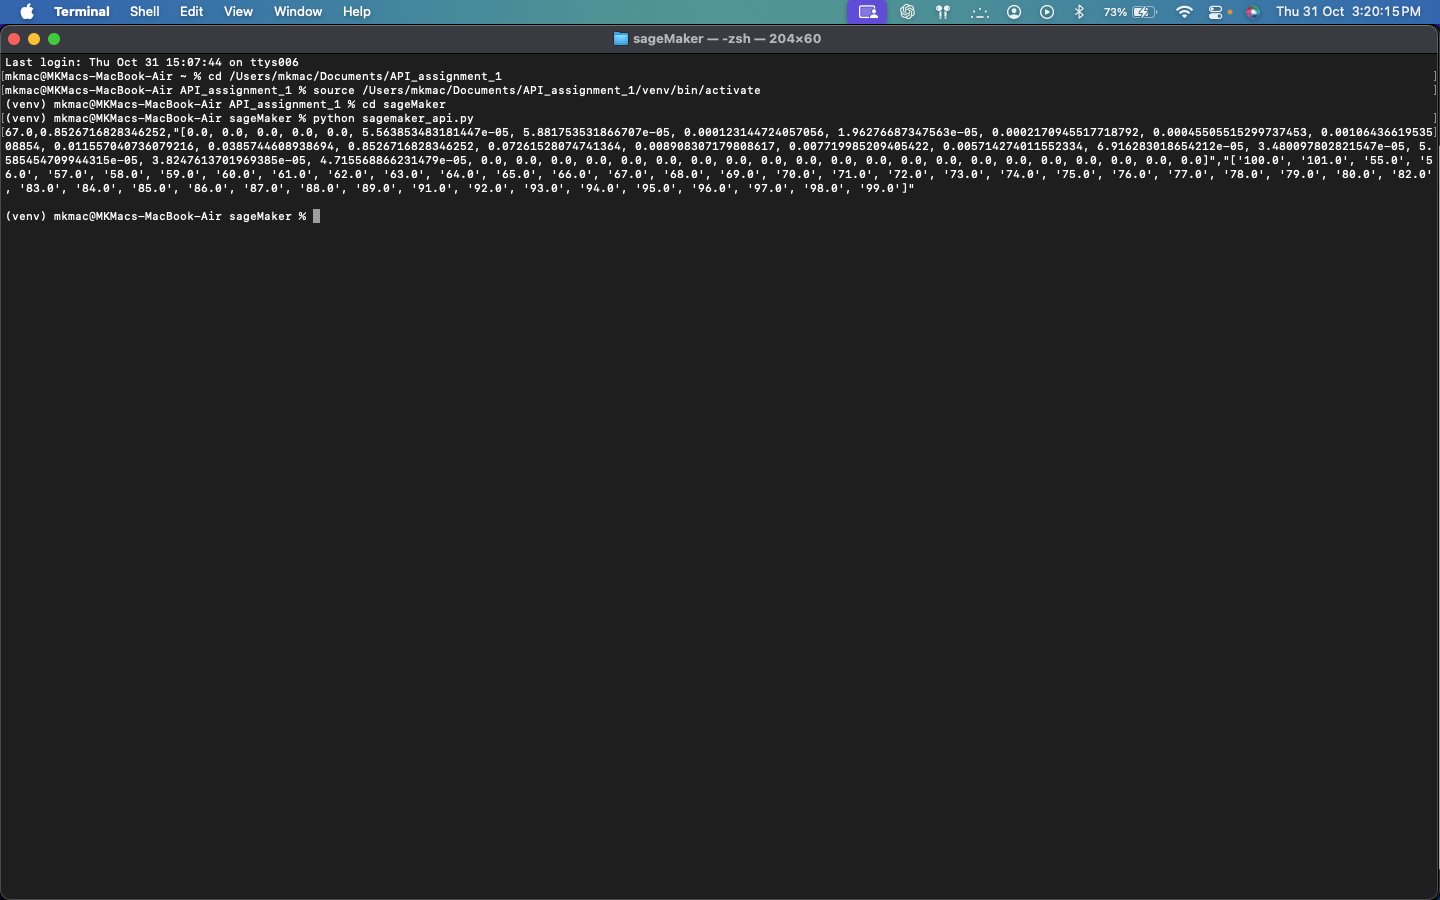 Terminal Shell Edit View Window Help 73% Thu 31 Oct 3:20:15 PM
sageMaker — -zsh — 204×60
Last login: Thu Oct 31 15:07:44 on ttys006
[mkmac@MKMacs-MacBook-Air ~ % cd /Users/mkmac/Documents/API_assignment_1 ]
[mkmac@MKMacs-MacBook-Air API_assignment_1 % source /Users/mkmac/Documents/API_assignment_1/venv/bin/activate ]
(venv) mkmac@MKMacs-MacBook-Air API_assignment_1 % cd sageMaker
[(venv) mkmac@MKMacs-MacBook-Air sageMaker % python sagemaker_api.py ]
67.0,0.8526716828346252,"[0.0, 0.0, 0.0, 0.0, 0.0, 5.563853483181447e-05, 5.881753531866707e-05, 0.000123144724057056, 1.96276687347563e-05, 0.0002170945517718792, 0.00045505515299737453, 0.00106436619535
08854, 0.011557040736079216, 0.0385744608938694, 0.8526716828346252, 0.07261528074741364, 0.008908307179808617, 0.007719985209405422, 0.005714274011552334, 6.916283018654212e-05, 3.480097802821547e-05, 5.
585454709944315e-05, 3.8247613701969385e-05, 4.715568866231479e-05, 0.0, 0.0, 0.0, 0.0, 0.0, 0.0, 0.0, 0.0, 0.0, 0.0, 0.0, 0.0, 0.0, 0.0, 0.0, 0.0, 0.0, 0.0, 0.0, 0.0, 0.0]","['100.0', '101.0', '55.0', '5
6.0', '57.0', '58.0', '59.0', '60.0', '61.0', '62.0', '63.0', '64.0', '65.0', '66.0', '67.0', '68.0', '69.0', '70.0', '71.0', '72.0', '73.0', '74.0', '75.0', '76.0', '77.0', '78.0', '79.0', '80.0', '82.0'
, '83.0', '84.0', '85.0', '86.0', '87.0', '88.0', '89.0', '91.0', '92.0', '93.0', '94.0', '95.0', '96.0', '97.0', '98.0', '99.0']"
(venv) mkmac@MKMacs-MacBook-Air sageMaker %